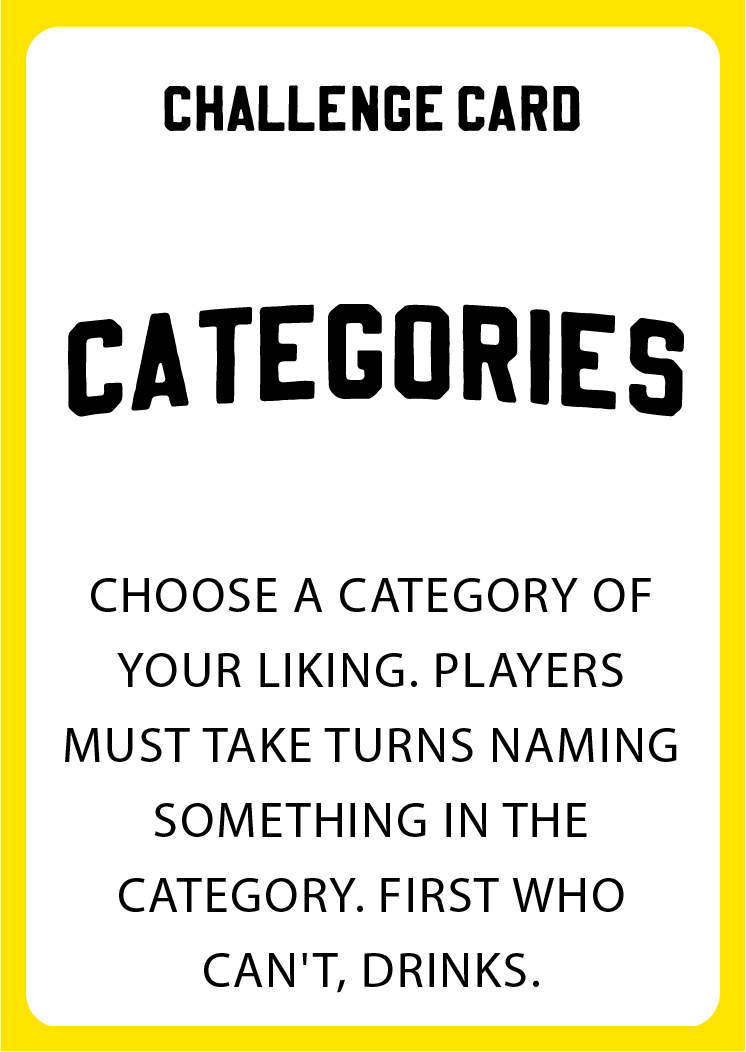 CHALLENGE CARD
CATEGORIES
CHOOSE A CATEGORY OF
YOUR LIKING. PLAYERS
MUST TAKE TURNS NAMING
SOMETHING IN THE
CATEGORY. FIRST WHO
CAN'T, DRINKS.